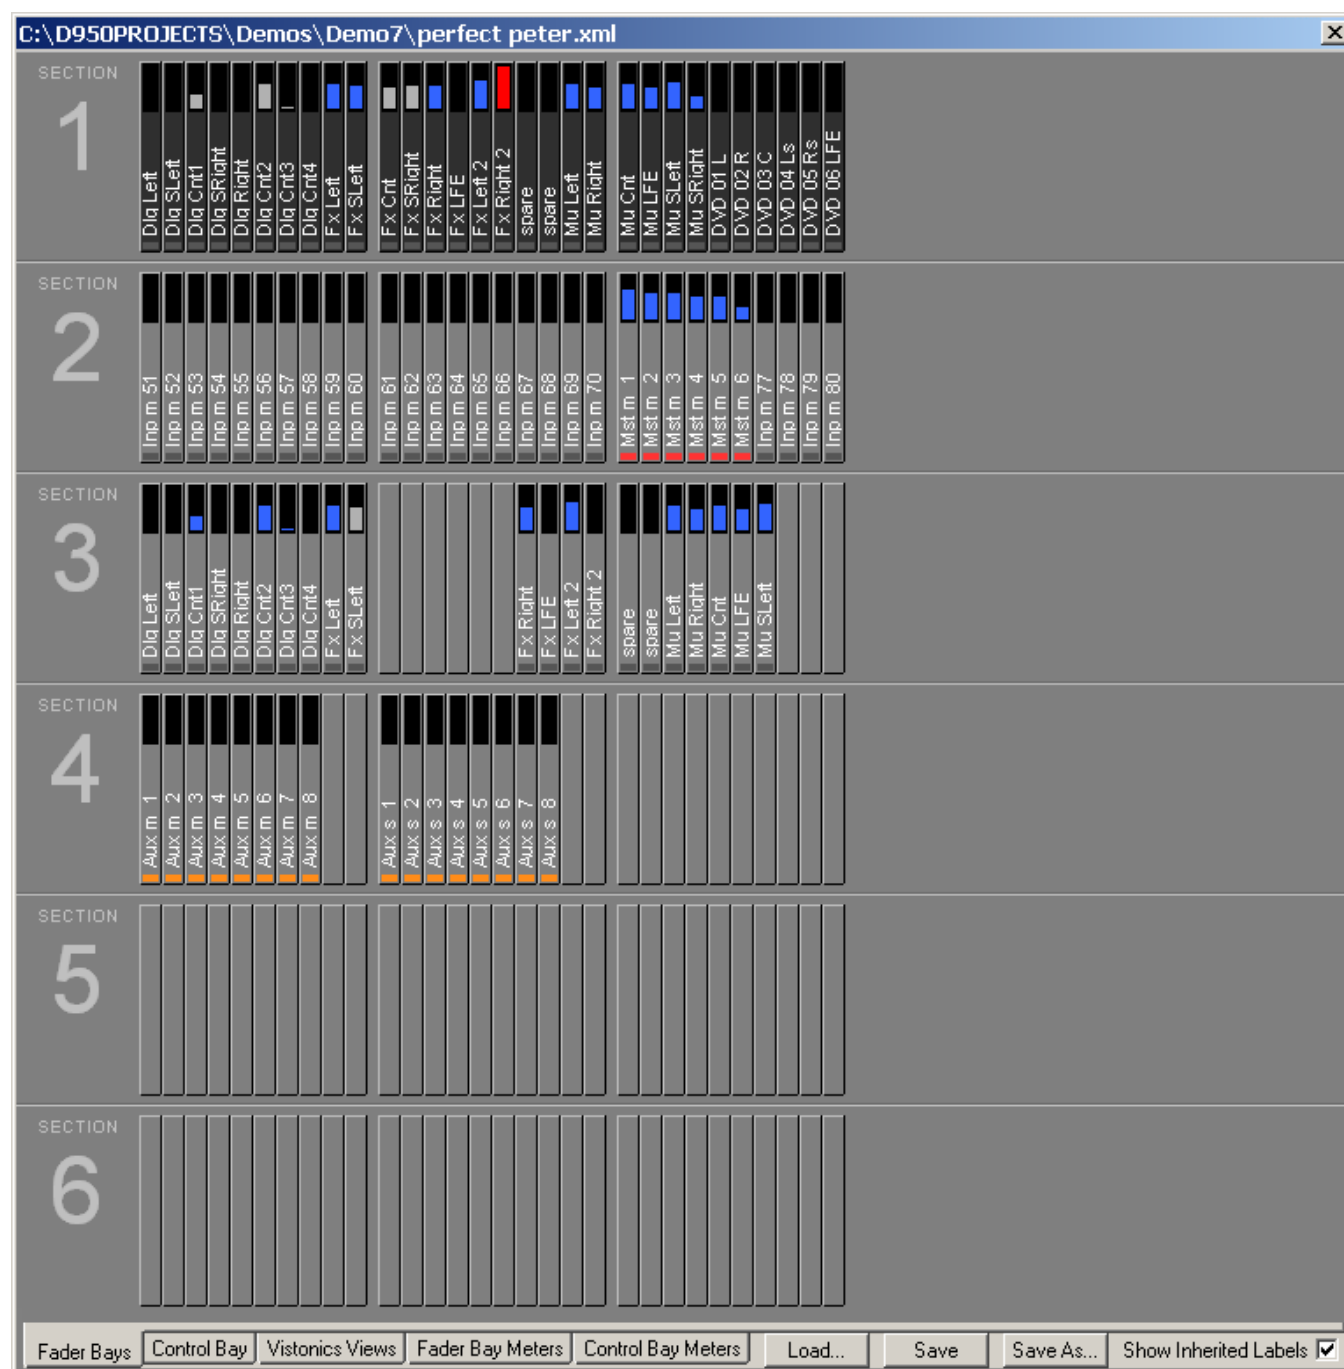 C:\D950PROJECTS\Demos\Demo7\perfect peter.xml
SECTION
1
Dlg Left
Dlg SLeft
Dlg Cnt1
Dlg SRight
Dlg Right
Dlg Cnt2
Dlg Cnt3
Dlg Cnt4
Fx Left
Fx SLeft
Fx Cnt
Fx SRight
Fx Right
Fx LFE
Fx Left 2
Fx Right 2
spare
spare
Mu Left
Mu Right
Mu Cnt
Mu LFE
Mu SLeft
Mu SRight
DVD 01 L
DVD 02 R
DVD 03 C
DVD 04 Ls
DVD 05 Rs
DVD 06 LFE
SECTION
2
Inp m 51
Inp m 52
Inp m 53
Inp m 54
Inp m 55
Inp m 56
Inp m 57
Inp m 58
Inp m 59
Inp m 60
Inp m 61
Inp m 62
Inp m 63
Inp m 64
Inp m 65
Inp m 66
Inp m 67
Inp m 68
Inp m 69
Inp m 70
Mst m 1
Mst m 2
Mst m 3
Mst m 4
Mst m 5
Mst m 6
Inp m 77
Inp m 78
Inp m 79
Inp m 80
SECTION
3
Dlg Left
Dlg SLeft
Dlg Cnt1
Dlg SRight
Dlg Right
Dlg Cnt2
Dlg Cnt3
Dlg Cnt4
Fx Left
Fx SLeft
Fx Right
Fx LFE
Fx Left 2
Fx Right 2
spare
spare
Mu Left
Mu Right
Mu Cnt
Mu LFE
Mu SLeft
SECTION
4
Aux m 1
Aux m 2
Aux m 3
Aux m 4
Aux m 5
Aux m 6
Aux m 7
Aux m 8
Aux s 1
Aux s 2
Aux s 3
Aux s 4
Aux s 5
Aux s 6
Aux s 7
Aux s 8
SECTION
5
SECTION
6
Fader Bays Control Bay Vistonics Views Fader Bay Meters Control Bay Meters Load... Save Save As... Show Inherited Labels